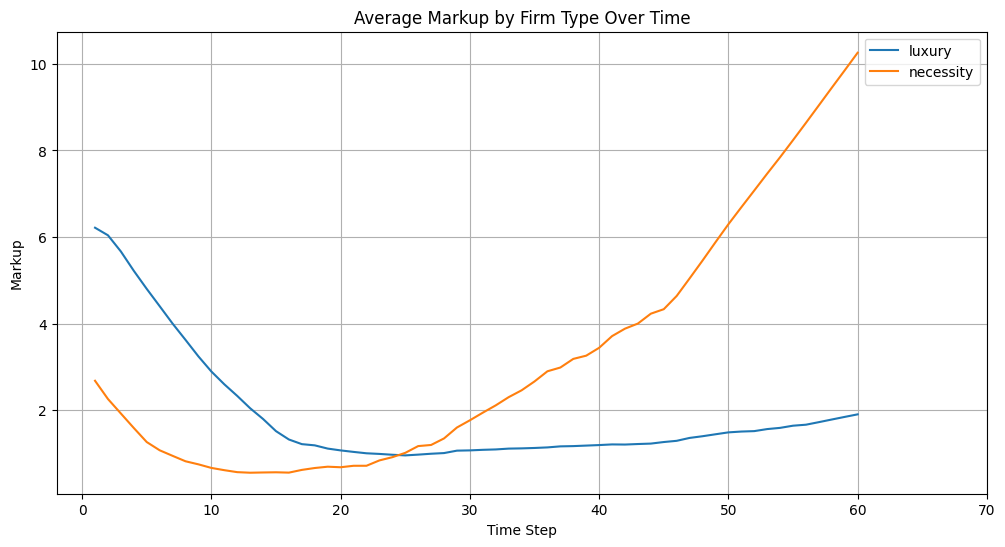 Average Markup by Firm Type Over Time
luxury
necessity
Markup
10
8
6
4
2
0 10 20 30 40 50 60 70
Time Step